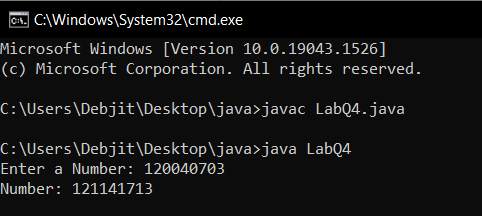 C:\Windows\System32\cmd.exe
Microsoft Windows [Version 10.0.19043.1526]
(c) Microsoft Corporation. All rights reserved.
C:\Users\Debjit\Desktop\java>javac LabQ4.java
C:\Users\Debjit\Desktop\java>java LabQ4
Enter a Number: 120040703
Number: 121141713